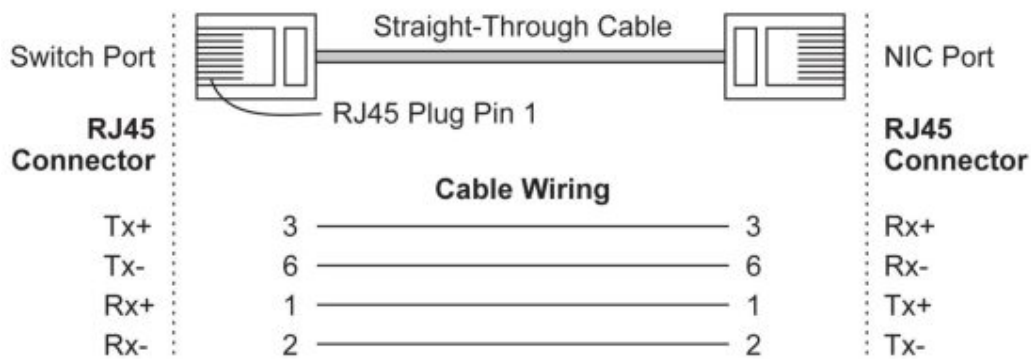 Straight-Through Cable
Switch Port
NIC Port
RJ45 Plug Pin 1
RJ45
Connector
RJ45
Connector
Cable Wiring
Tx+ 3 3 Rx+
Tx- 6 6 Rx-
Rx+ 1 1 Tx+
Rx- 2 2 Tx-